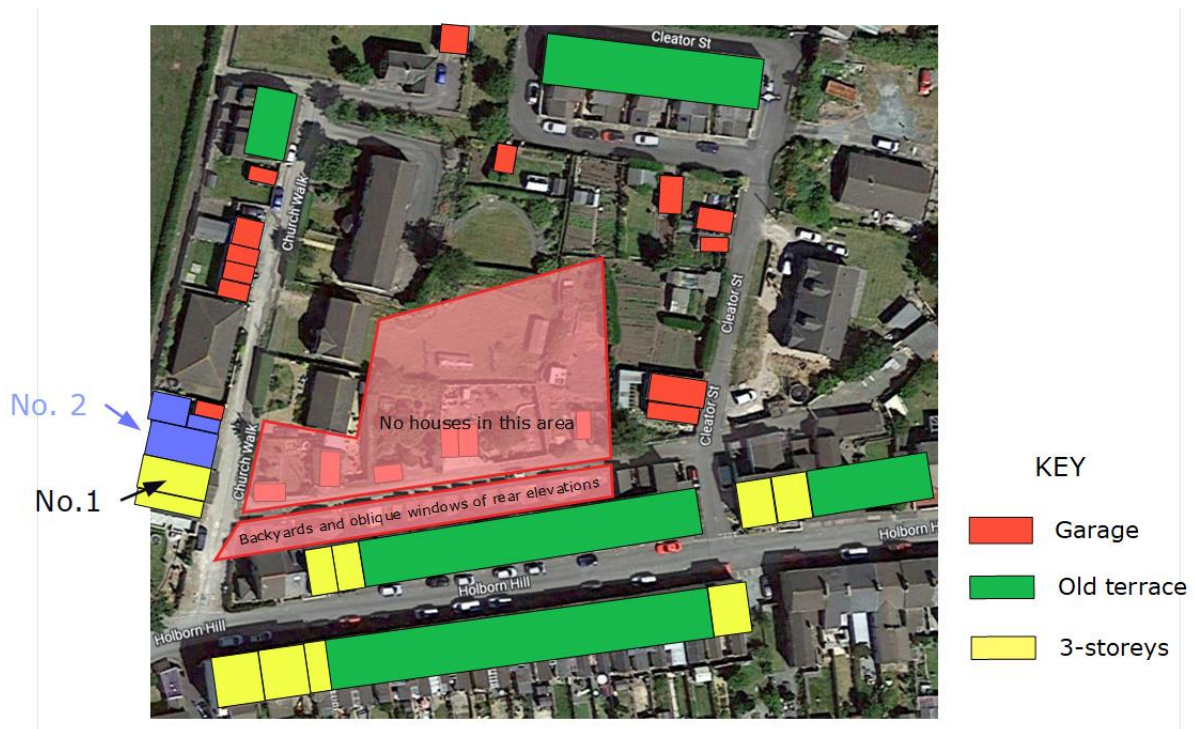 Cleator St
Church Walk
Cleator St
No. 2
No houses in this area
Cleator St
Church Walk
KEY
No.1
Backyards and oblique windows of rear elevations
Garage
Holborn Hill
Holborn Hill
Old terrace
Holborn Hill
3-storeys